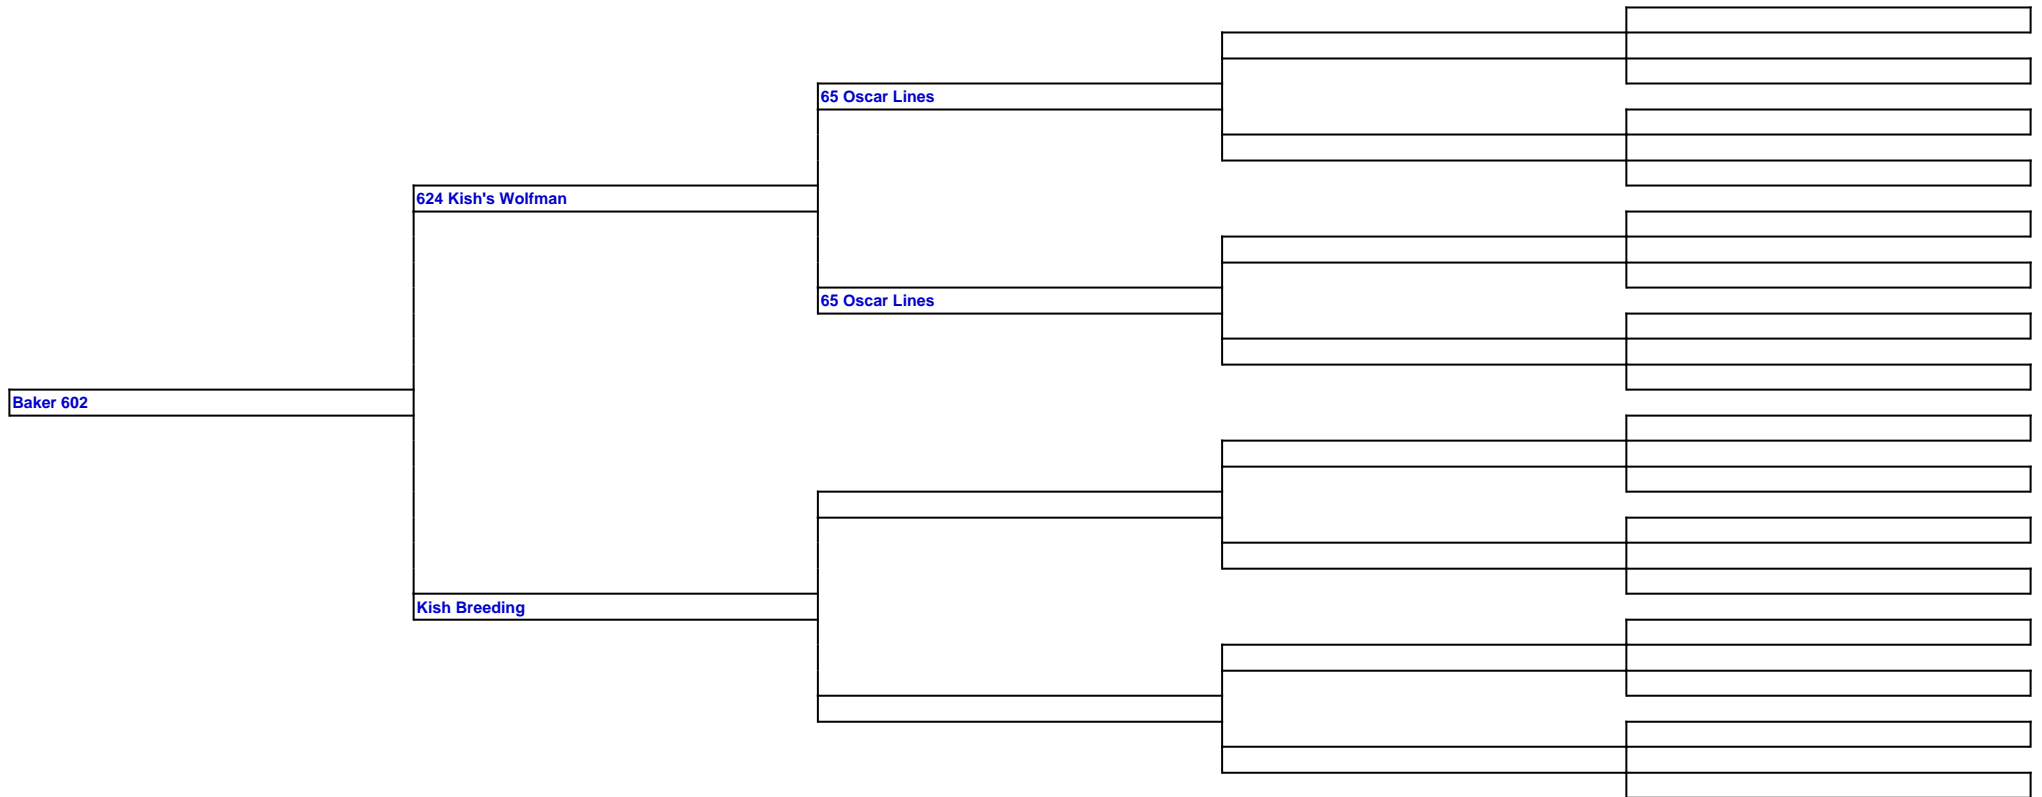 65 Oscar Lines
624 Kish's Wolfman
65 Oscar Lines
Baker 602
Kish Breeding